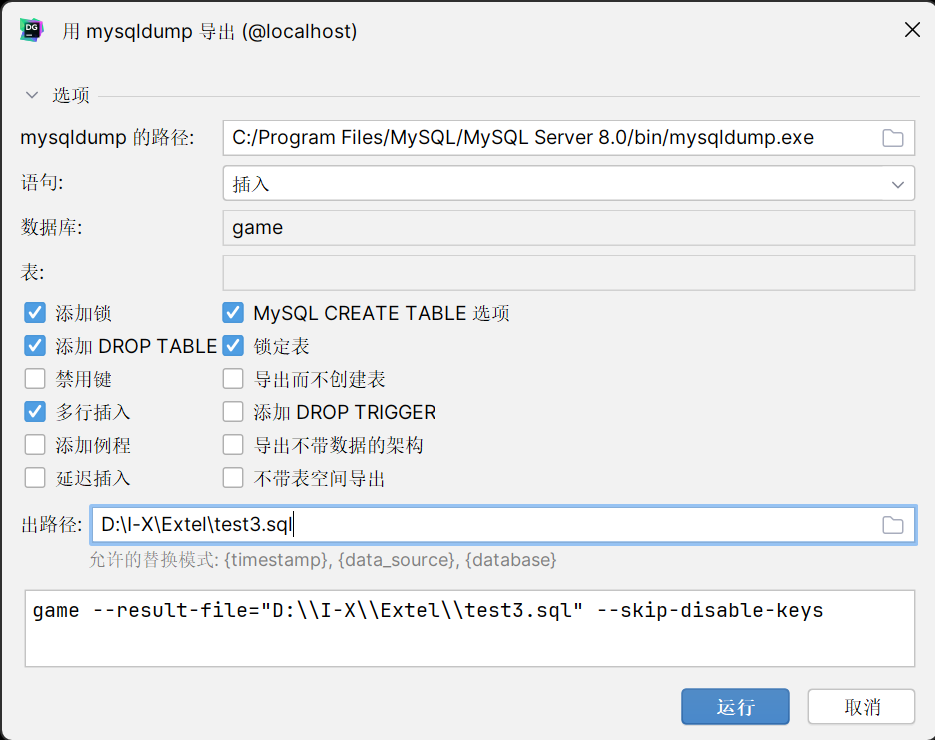 DG
用 mysqldump 导出 (@localhost)
选项
mysqldump 的路径: C:/Program Files/MySQL/MySQL Server 8.0/bin/mysqldump.exe
语句: 插入
数据库: game
表:
添加锁 MySQL CREATE TABLE 选项
添加 DROP TABLE 锁定表
禁用键 导出而不创建表
多行插入 添加 DROP TRIGGER
添加例程 导出不带数据的架构
延迟插入 不带表空间导出
出路径: D:\I-X\Extel\test3.sql
允许的替换模式: {timestamp}, {data_source}, {database}
game --result-file="D:\\I-X\\Extel\\test3.sql" --skip-disable-keys
运行 取消